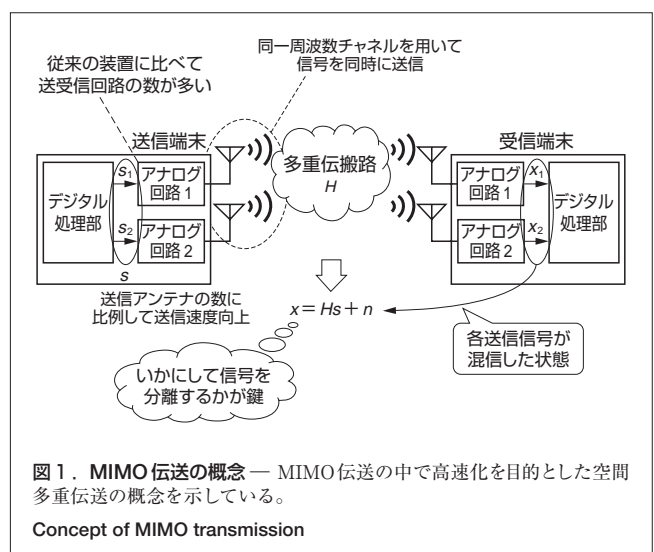 従来の装置に比べて
送受信回路の数が多い
同一周波数チャネルを用いて
信号を同時に送信
送信端末
受信端末
デジタル
処理部
s1
s2
s
アナログ
回路1
アナログ
回路2
多重伝搬路
H
アナログ
回路1
アナログ
回路2
x1
x2
デジタル
処理部
送信アンテナの数に
比例して送信速度向上
x=Hs+n
各送信信号が
混信した状態
いかにして信号を
分離するかが鍵
図1．MIMO伝送の概念 — MIMO伝送の中で高速化を目的とした空間
多重伝送の概念を示している。
Concept of MIMO transmission